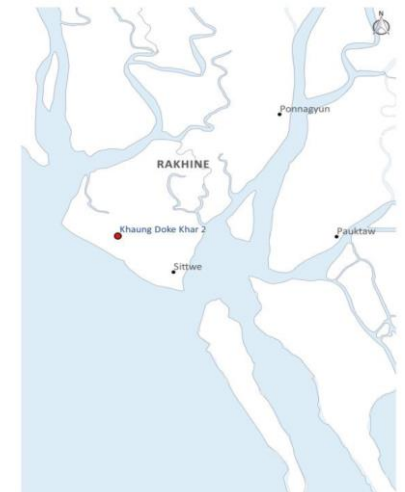 N
Ponnagyun
RAKHINE
Khaung Doke Khar 2
Pauktaw
Sittwe